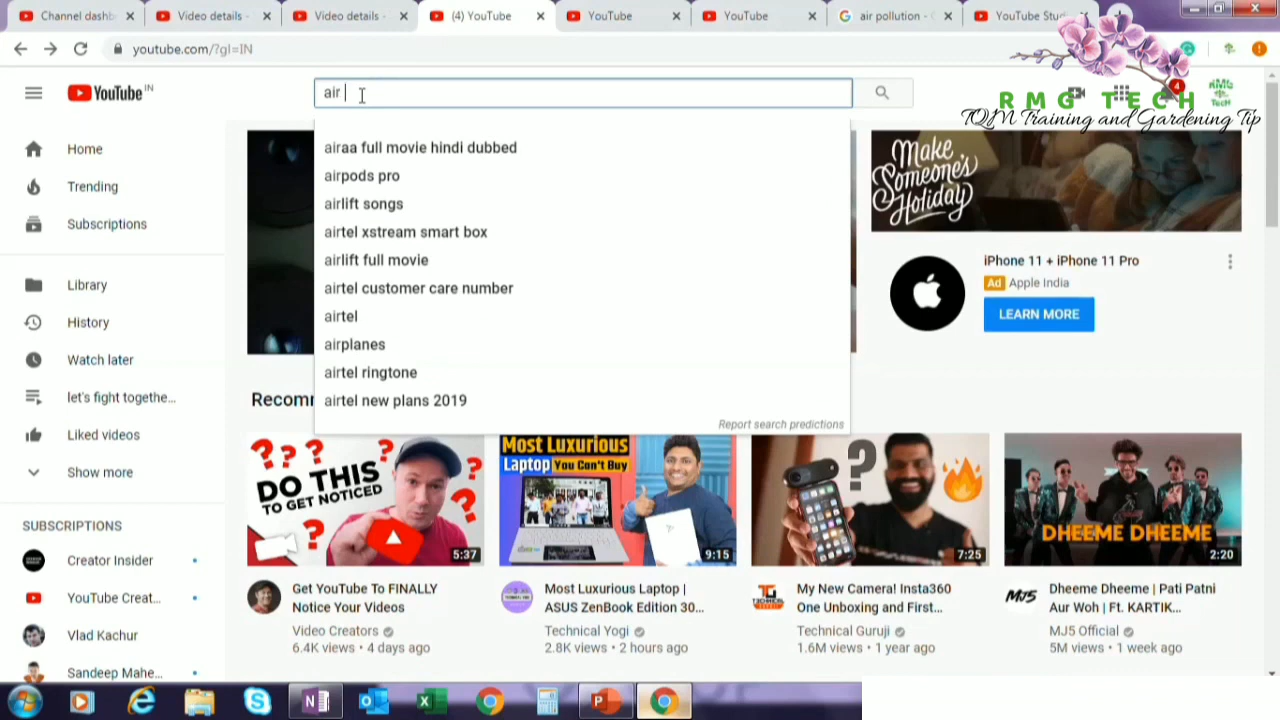 Channel dashb
Video details -
Video details -
(4) YouTube
YouTube
YouTube
air pollution -
YouTube Stud
youtube.com/?gl=IN
YouTube IN
air
4
RMG TECH
TQM Training and Gardening Tip
Home
Trending
Subscriptions
Library
History
Watch later
let's fight togethe...
Liked videos
Show more
SUBSCRIPTIONS
Creator Insider
YouTube Creat...
Vlad Kachur
Sandeep Mahe...
airaa full movie hindi dubbed
airpods pro
airlift songs
airtel xstream smart box
airlift full movie
airtel customer care number
airtel
airplanes
airtel ringtone
airtel new plans 2019
Report search predictions
Make
Someone's
Holiday
iPhone 11 + iPhone 11 Pro
Ad Apple India
LEARN MORE
Recomm
DO THIS
TO GET NOTICED
5:37
Most Luxurious
Laptop You Can't Buy
9:15
7:25
DHEEME DHEEME
2:20
Get YouTube To FINALLY
Notice Your Videos
Video Creators
6.4K views • 4 days ago
Most Luxurious Laptop |
ASUS ZenBook Edition 30...
Technical Yogi
2.8K views • 2 hours ago
My New Camera! Insta360
One Unboxing and First...
Technical Guruji
1.6M views • 1 year ago
MJ5
Dheeme Dheeme | Pati Patni
Aur Woh | Ft. KARTIK...
MJ5 Official
5M views • 1 week ago